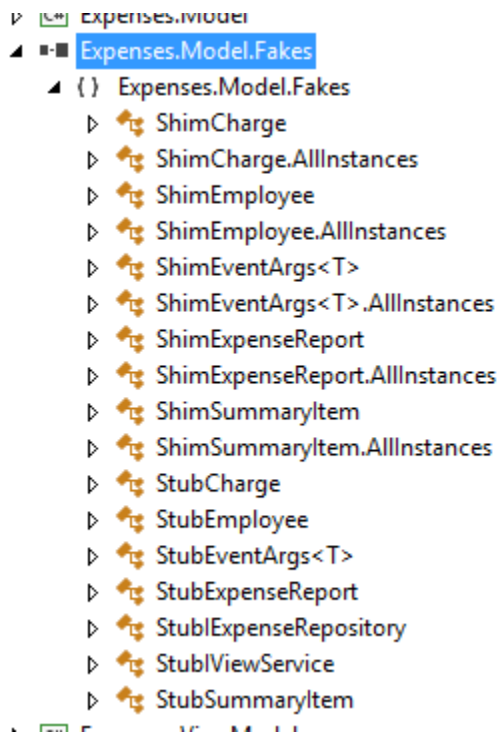 C# Expenses.Model
Expenses.Model.Fakes
{ } Expenses.Model.Fakes
ShimCharge
ShimCharge.AllInstances
ShimEmployee
ShimEmployee.AllInstances
ShimEventArgs<T>
ShimEventArgs<T>.AllInstances
ShimExpenseReport
ShimExpenseReport.AllInstances
ShimSummaryItem
ShimSummaryItem.AllInstances
StubCharge
StubEmployee
StubEventArgs<T>
StubExpenseReport
StubIExpenseRepository
StubIViewService
StubSummaryItem